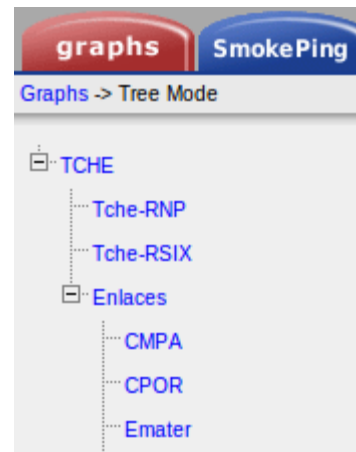 graphs SmokePing
Graphs -> Tree Mode
TCHE
Tche-RNP
Tche-RSIX
Enlaces
CMPA
CPOR
Emater